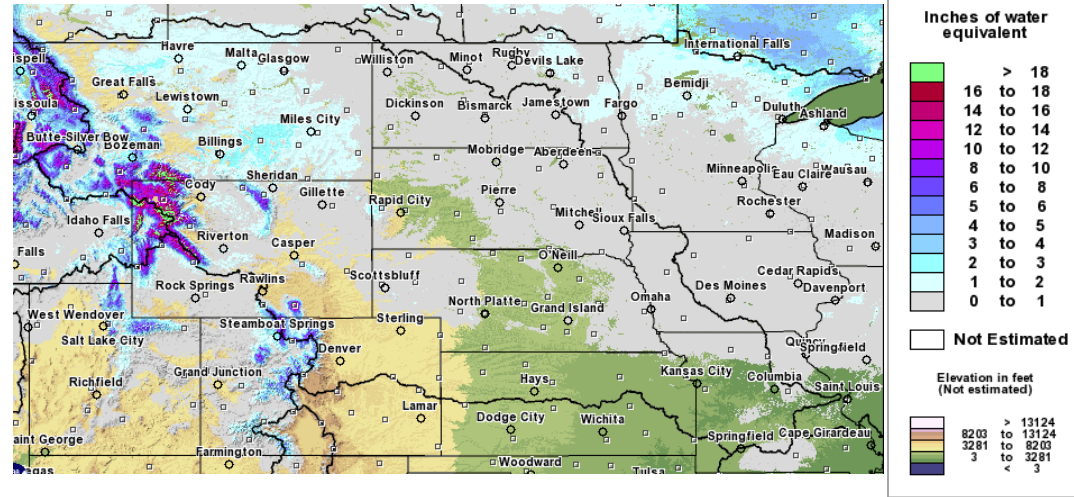 Havre
Malta
Glasgow
Williston
Minot
Rugby
Devils Lake
International Falls
ispell
Great Falls
Lewistown
Dickinson
Bismarck
Jamestown
Fargo
Bemidji
Duluth
Ashland
issoula
Miles City
Butte-Silver Bow
Bozeman
Billings
Mobridge
Aberdeen
Minneapolis
Eau Claire
Wausau
Cody
Sheridan
Gillette
Rapid City
Pierre
Mitchell
Sioux Falls
Rochester
Idaho Falls
Riverton
Casper
Madison
Falls
O'Neill
Rock Springs
Rawlins
Scottsbluff
Cedar Rapids
Des Moines
Davenport
West Wendover
North Platte
Grand Island
Omaha
Salt Lake City
Steamboat Springs
Sterling
Denver
Quincy
Springfield
Richfield
Grand Junction
Hays
Kansas City
Columbia
Saint Louis
Lamar
Dodge City
Wichita
Springfield
Cape Girardeau
aint George
Farmington
Woodward
Tulsa
egas
Inches of water
equivalent
> 18
16 to 18
14 to 16
12 to 14
10 to 12
8 to 10
6 to 8
5 to 6
4 to 5
3 to 4
2 to 3
1 to 2
0 to 1
Not Estimated
Elevation in feet
(Not estimated)
> 13124
8203 to 13124
3281 to 8203
3 to 3281
< 3